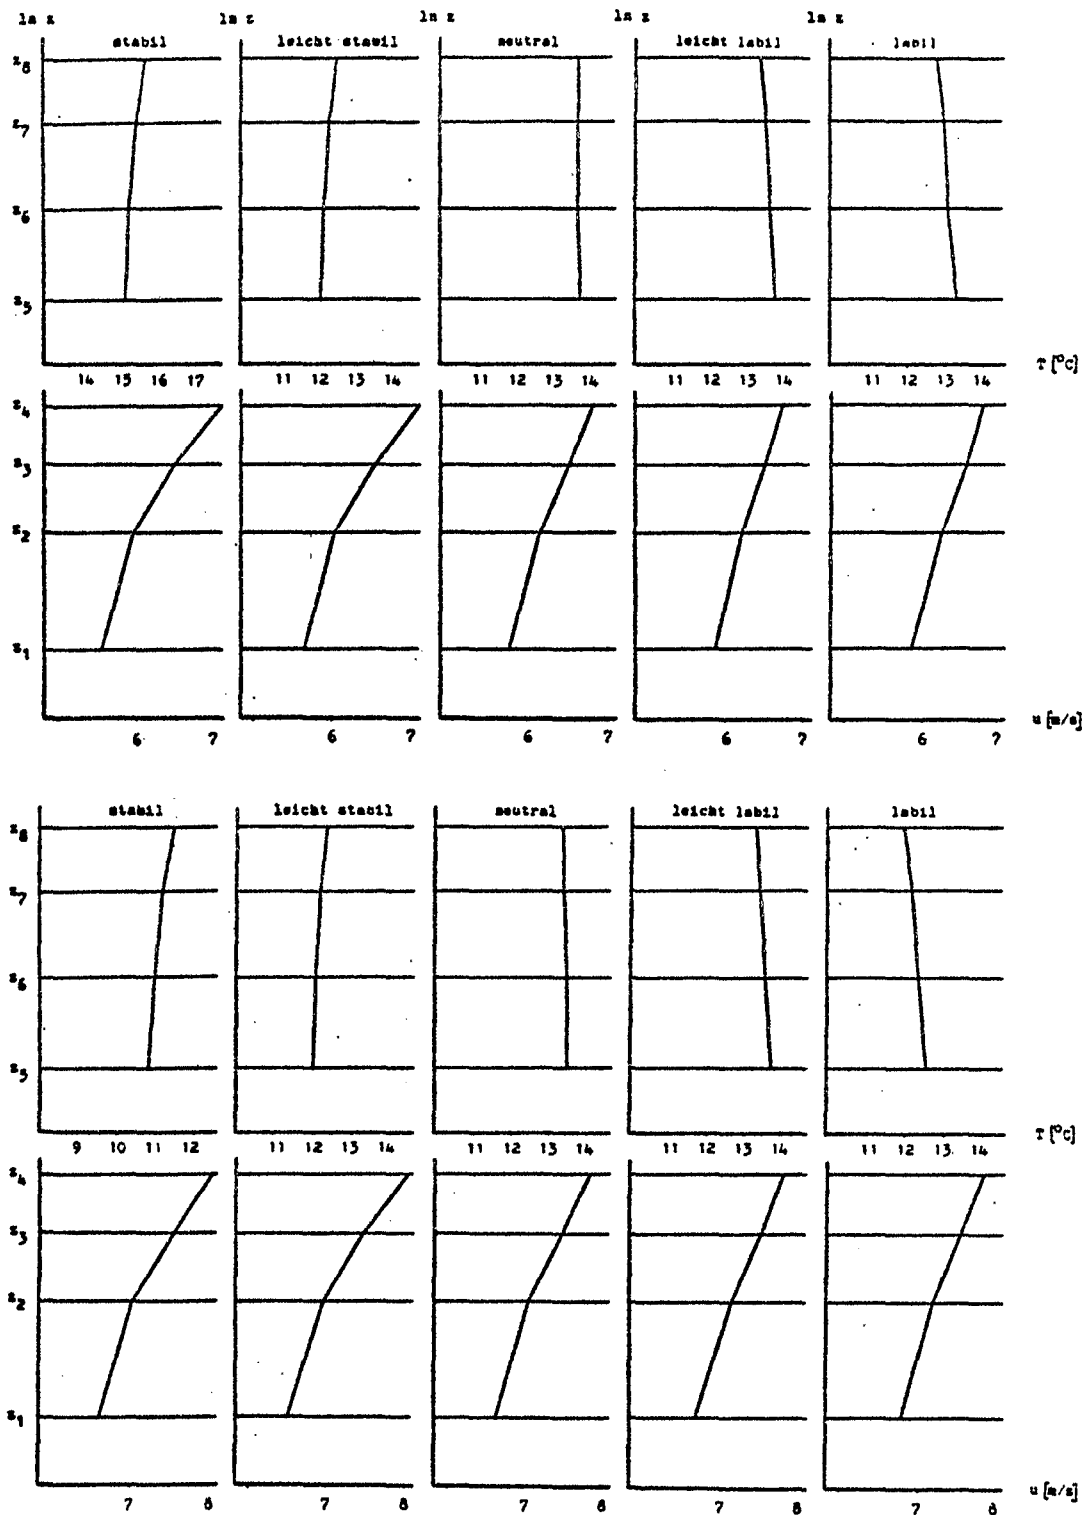 ln z ln z ln z ln z ln z
stabil leicht stabil neutral leicht labil labil
z8
z7
z6
z5
T [°C]
14 15 16 17 11 12 13 14 11 12 13 14 11 12 13 14 11 12 13 14
z4
z3
z2
z1
u [m/s]
6 7 6 7 6 7 6 7 6 7
stabil leicht stabil neutral leicht labil labil
z8
z7
z6
z5
T [°C]
9 10 11 12 11 12 13 14 11 12 13 14 11 12 13 14 11 12 13 14
z4
z3
z2
z1
u [m/s]
7 8 7 8 7 8 7 8 7 8